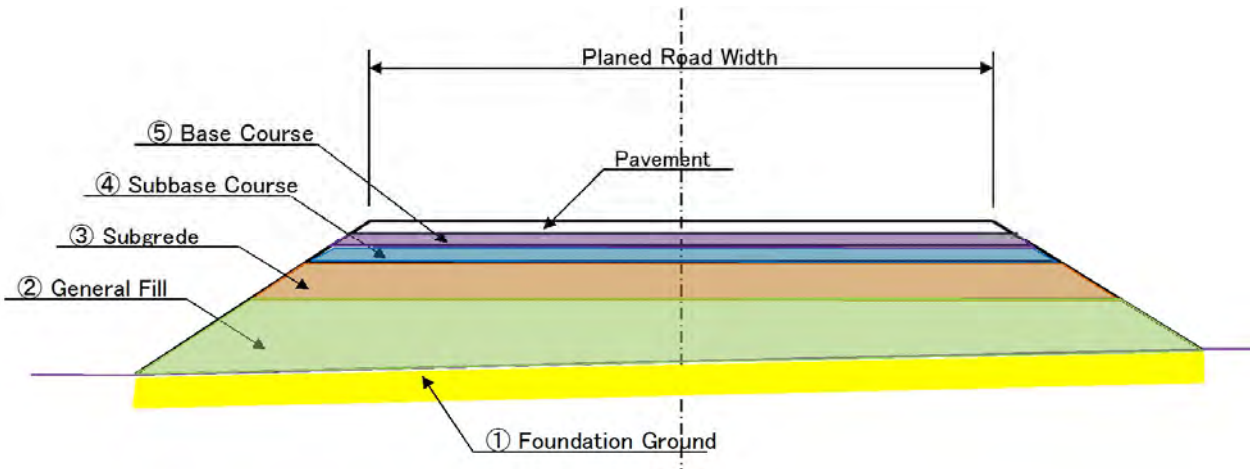 Planed Road Width
⑤ Base Course
Pavement
④ Subbase Course
③ Subgrede
② General Fill
① Foundation Ground